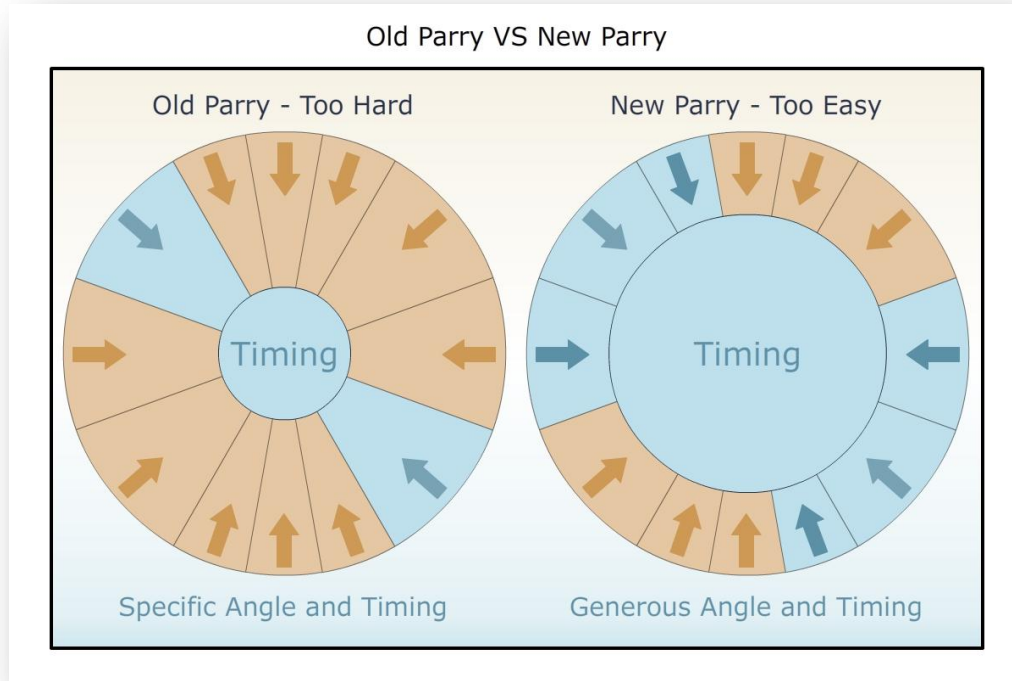 Old Parry VS New Parry
Old Parry - Too Hard
New Parry - Too Easy
Timing
Timing
Specific Angle and Timing
Generous Angle and Timing